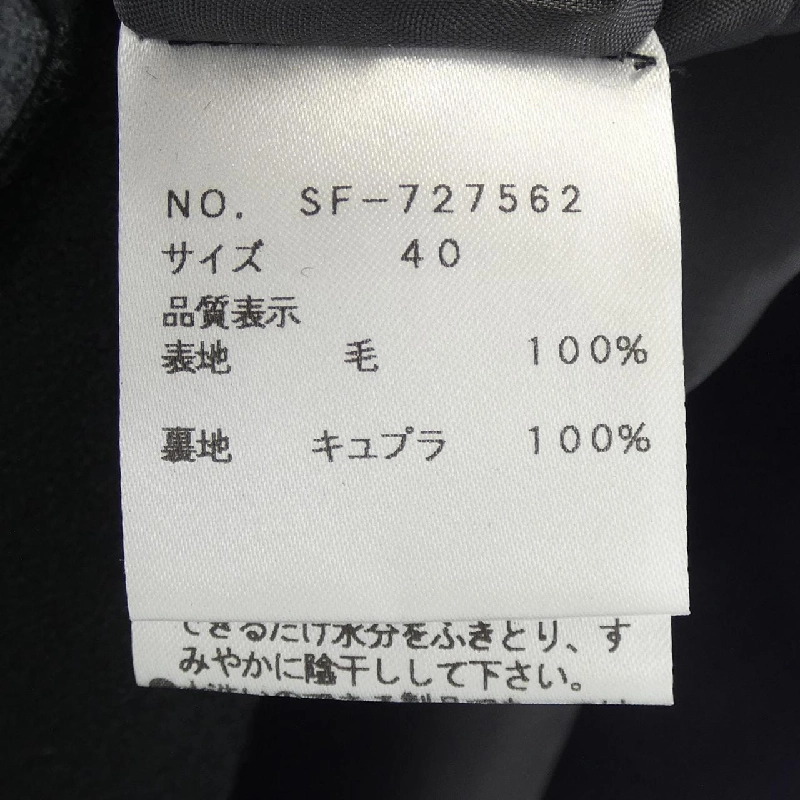 NO. SF-727562
サイズ 40
品質表示
表地 毛 100%
裏地 キュプラ 100%
できるだけ水分をふきとり、す
みやかに陰干しして下さい。